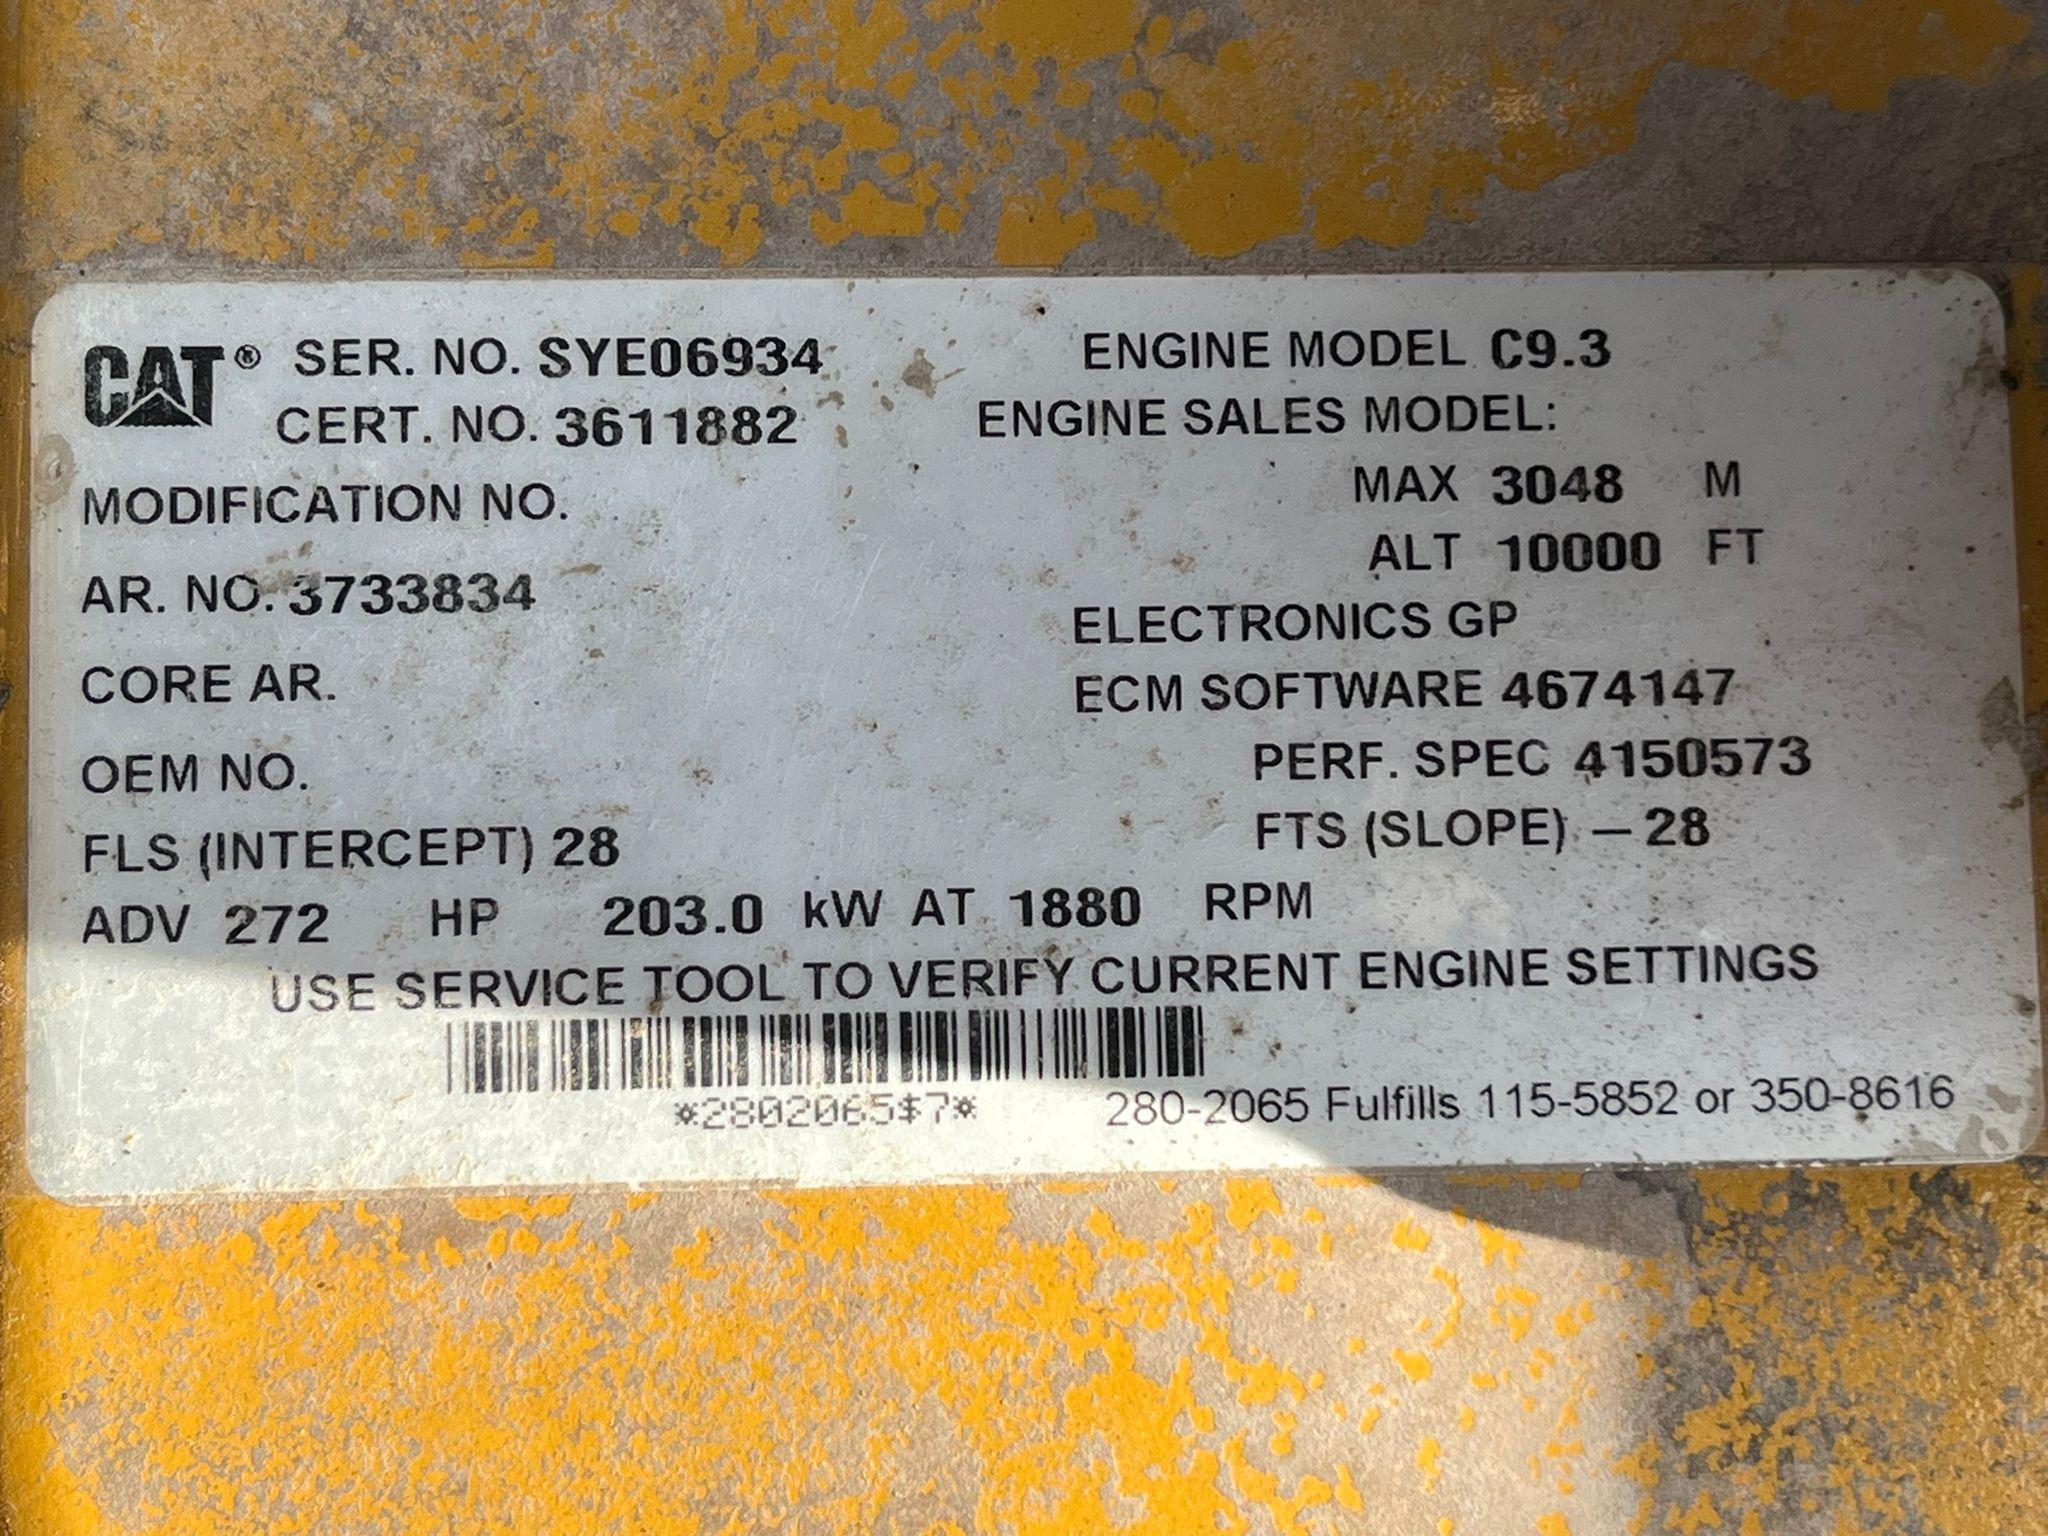 CAT® SER. NO. SYE06934 ENGINE MODEL C9.3
CERT. NO. 3611882 ENGINE SALES MODEL:
MODIFICATION NO. MAX 3048 M
ALT 10000 FT
AR. NO. 3733834 ELECTRONICS GP
CORE AR. ECM SOFTWARE 4674147
OEM NO. PERF. SPEC 4150573
FLS (INTERCEPT) 28 FTS (SLOPE) –28
ADV 272 HP 203.0 kW AT 1880 RPM
USE SERVICE TOOL TO VERIFY CURRENT ENGINE SETTINGS
*2802065$7* 280-2065 Fulfills 115-5852 or 350-8616